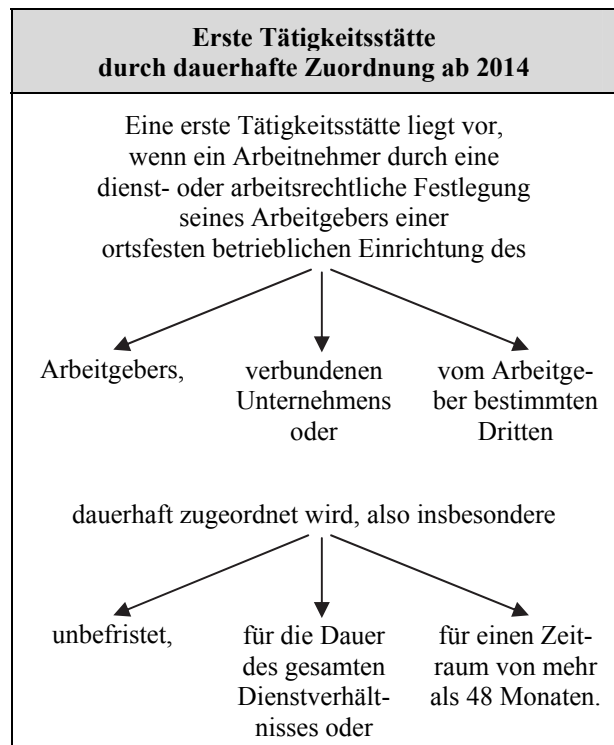 Erste Tätigkeitsstätte
durch dauerhafte Zuordnung ab 2014
Eine erste Tätigkeitsstätte liegt vor,
wenn ein Arbeitnehmer durch eine
dienst- oder arbeitsrechtliche Festlegung
seines Arbeitgebers einer
ortsfesten betrieblichen Einrichtung des
Arbeitgebers,
verbundenen
Unternehmens
oder
vom Arbeitge-
ber bestimmten
Dritten
dauerhaft zugeordnet wird, also insbesondere
unbefristet,
für die Dauer
des gesamten
Dienstverhält-
nisses oder
für einen Zeit-
raum von mehr
als 48 Monaten.